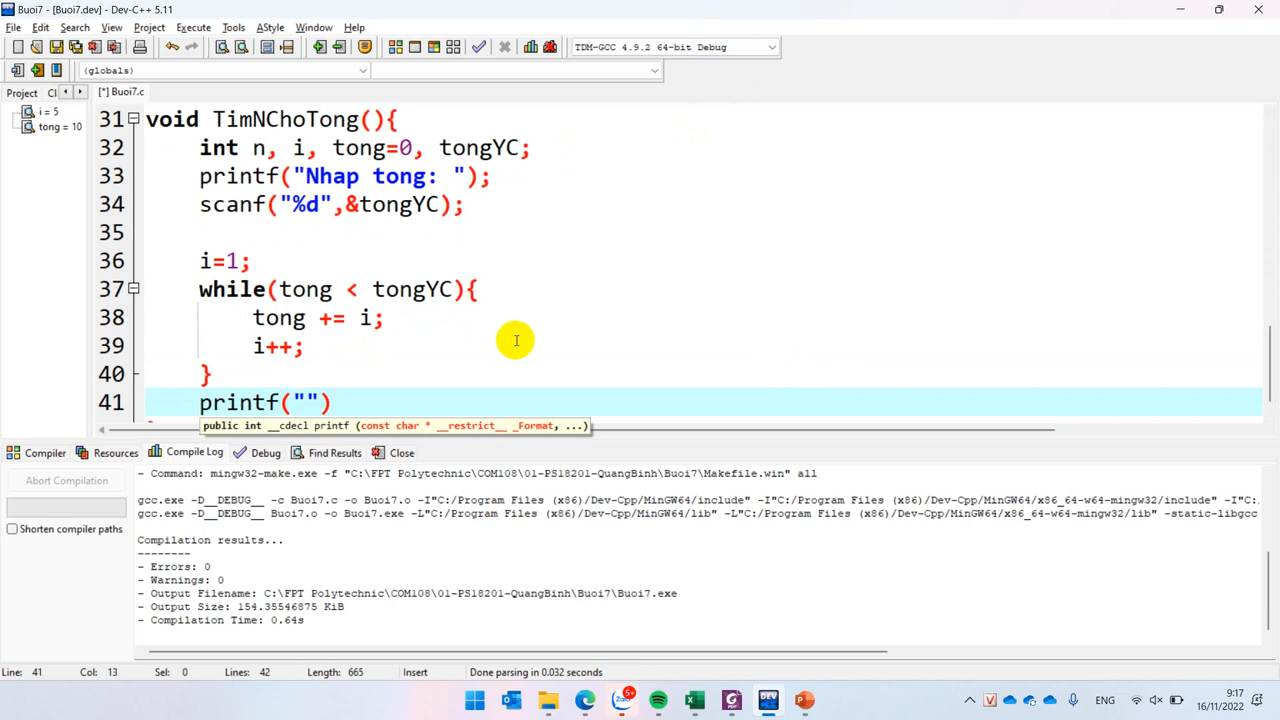 Buoi7 - [Buoi7.dev] - Dev-C++ 5.11
File Edit Search View Project Execute Tools AStyle Window Help
TDM-GCC 4.9.2 64-bit Debug
(globals)
Project Cl [*] Buoi7.c
i = 5
tong = 10
31 void TimNChoTong(){
32 int n, i, tong=0, tongYC;
33 printf("Nhap tong: ");
34 scanf("%d",&tongYC);
35
36 i=1;
37 while(tong < tongYC){
38 tong += i;
39 i++;
40 }
41 printf("")
public int __cdecl printf (const char * __restrict__ _Format, ...)
Compiler Resources Compile Log Debug Find Results Close
Abort Compilation
Shorten compiler paths
- Command: mingw32-make.exe -f "C:\FPT Polytechnic\COM108\01-PS18201-QuangBinh\Buoi7\Makefile.win" all
gcc.exe -D__DEBUG__ -c Buoi7.c -o Buoi7.o -I"C:/Program Files (x86)/Dev-Cpp/MinGW64/include" -I"C:/Program Files (x86)/Dev-Cpp/MinGW64/x86_64-w64-mingw32/include" -I"C:
gcc.exe -D__DEBUG__ Buoi7.o -o Buoi7.exe -L"C:/Program Files (x86)/Dev-Cpp/MinGW64/lib" -L"C:/Program Files (x86)/Dev-Cpp/MinGW64/x86_64-w64-mingw32/lib" -static-libgcc
Compilation results...
--------
- Errors: 0
- Warnings: 0
- Output Filename: C:\FPT Polytechnic\COM108\01-PS18201-QuangBinh\Buoi7\Buoi7.exe
- Output Size: 154.35546875 KiB
- Compilation Time: 0.64s
Line: 41 Col: 13 Sel: 0 Lines: 42 Length: 665 Insert Done parsing in 0.032 seconds
5+
Zalo
DEV
ENG
9:17
16/11/2022